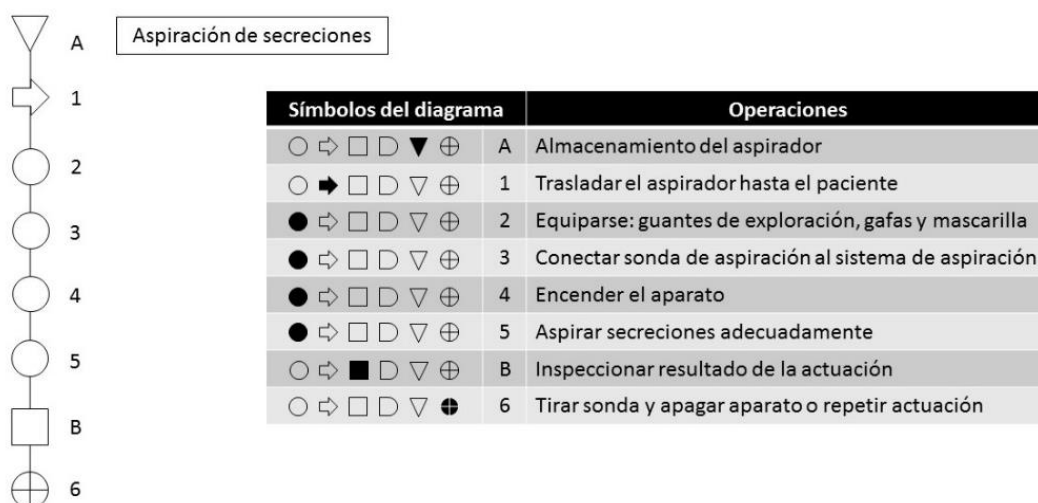 A
Aspiración de secreciones
1
2
3
4
5
B
6
Símbolos del diagrama Operaciones
A Almacenamiento del aspirador
1 Trasladar el aspirador hasta el paciente
2 Equiparse: guantes de exploración, gafas y mascarilla
3 Conectar sonda de aspiración al sistema de aspiración
4 Encender el aparato
5 Aspirar secreciones adecuadamente
B Inspeccionar resultado de la actuación
6 Tirar sonda y apagar aparato o repetir actuación